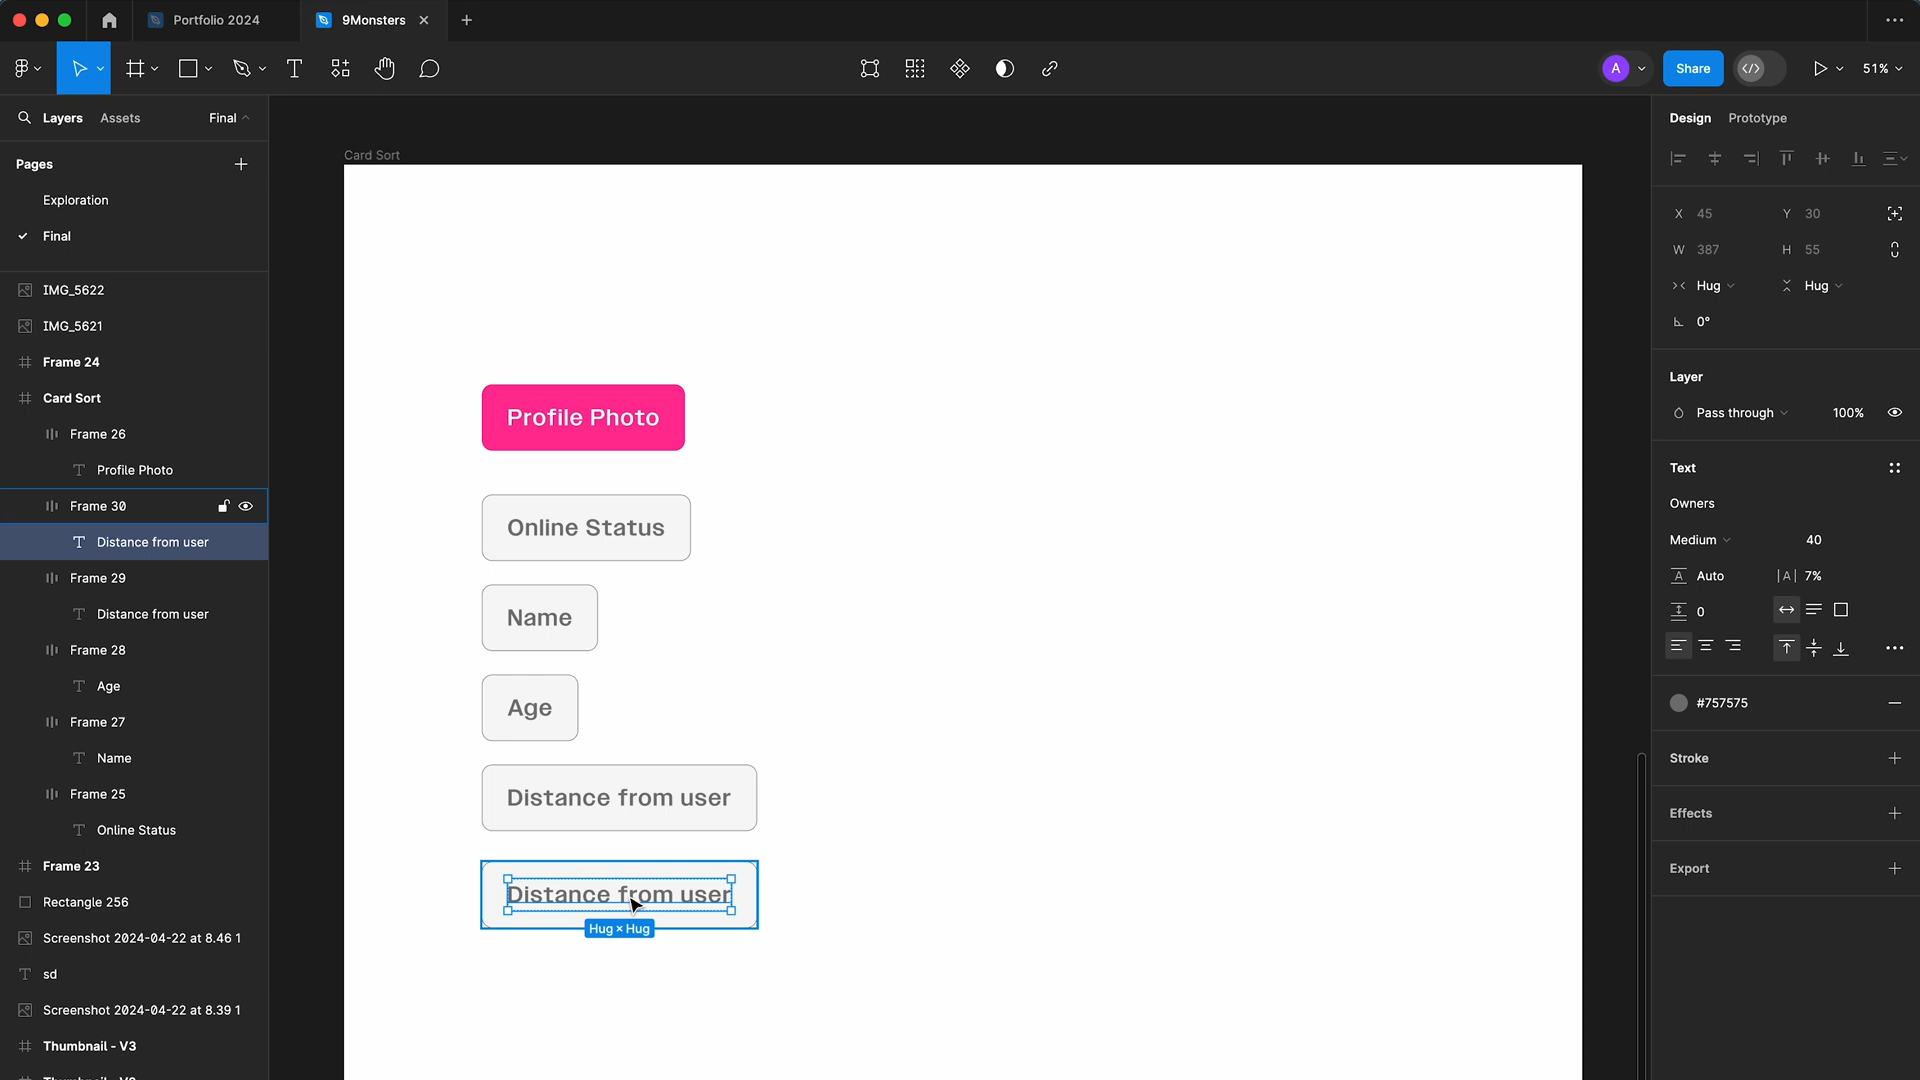 Portfolio 2024
9Monsters
Share
51%
Layers
Assets
Final
Pages
Exploration
Final
IMG_5622
IMG_5621
Frame 24
Card Sort
Frame 26
Profile Photo
Frame 30
Distance from user
Frame 29
Distance from user
Frame 28
Age
Frame 27
Name
Frame 25
Online Status
Frame 23
Rectangle 256
Screenshot 2024-04-22 at 8.46 1
sd
Screenshot 2024-04-22 at 8.39 1
Thumbnail - V3
Card Sort
Profile Photo
Online Status
Name
Age
Distance from user
Distance from user
Hug × Hug
A
Design
Prototype
X 45
Y 30
W 387
H 55
Hug
Hug
0°
Layer
Pass through
100%
Text
Owners
Medium
40
Auto
|A| 7%
0
#757575
Stroke
Effects
Export